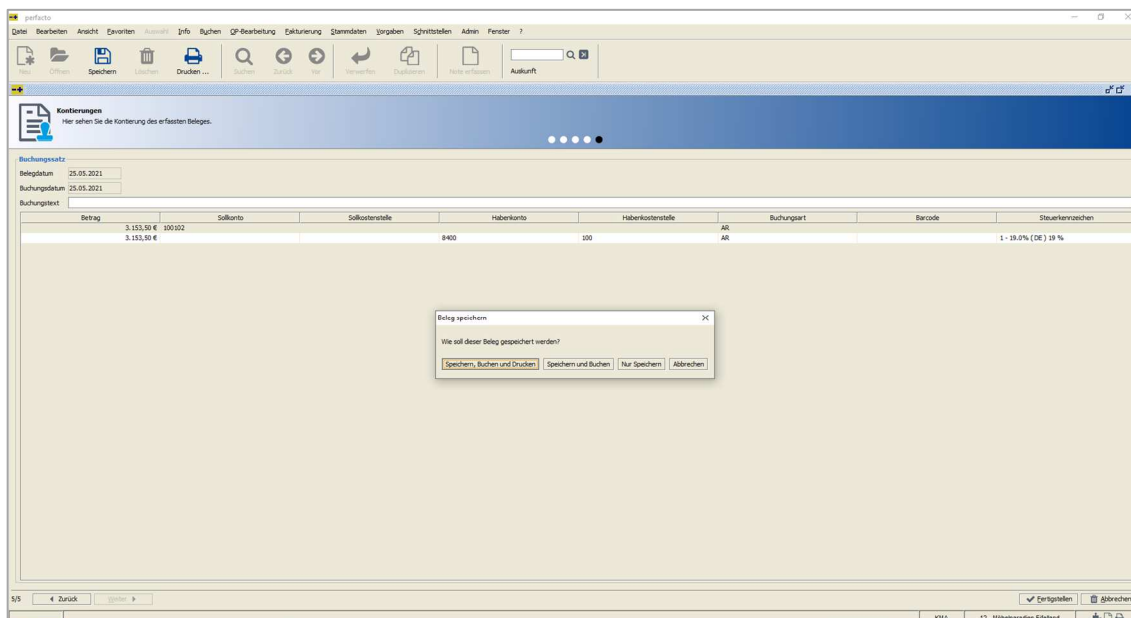 perfacto
Datei Bearbeiten Ansicht Favoriten Auswahl Info Buchen OP-Bearbeitung Fakturierung Stammdaten Vorgaben Schnittstellen Admin Fenster ?
Neu Öffnen Speichern Löschen Drucken ... Suchen Zurück Vor Verwerfen Duplizieren Note erfassen Auskunft
Kontierungen
Hier sehen Sie die Kontierung des erfassten Beleges.
Buchungssatz
Belegdatum 25.05.2021
Buchungsdatum 25.05.2021
Buchungstext
Betrag Sollkonto Sollkostenstelle Habenkonto Habenkostenstelle Buchungsart Barcode Steuerkennzeichen
3.153,50 € 100102 AR
3.153,50 € 8400 100 AR 1 - 19.0% ( DE ) 19 %
Beleg speichern
Wie soll dieser Beleg gespeichert werden?
Speichern, Buchen und Drucken Speichern und Buchen Nur Speichern Abbrechen
5/5 Zurück Weiter Fertigstellen Abbrechen